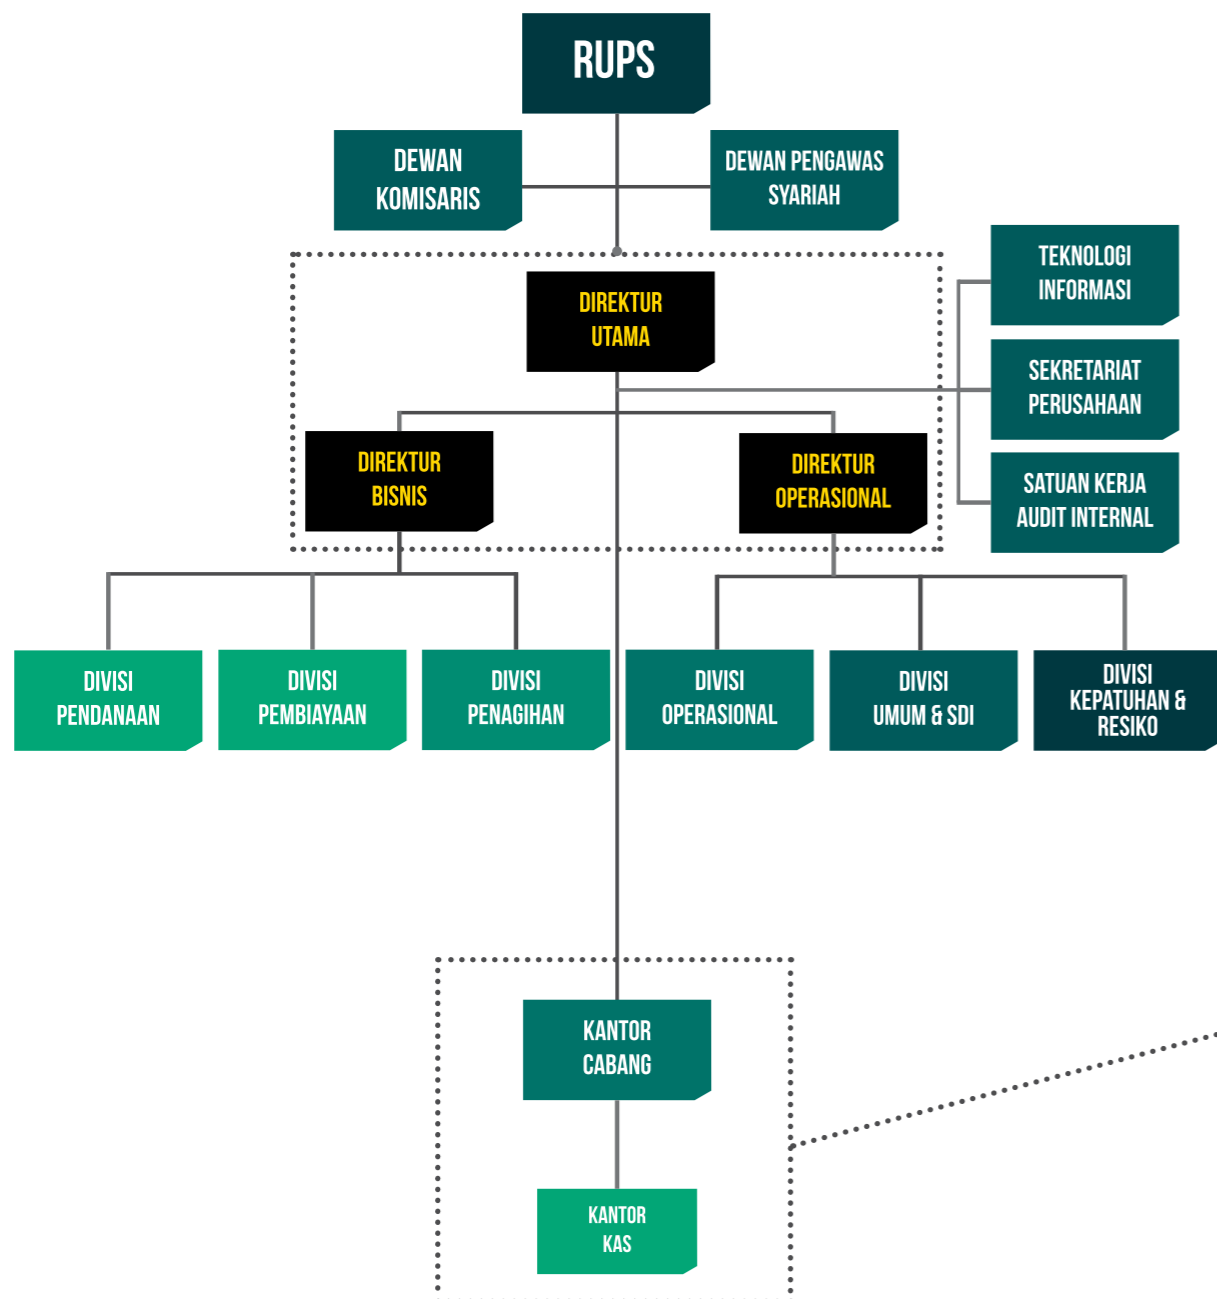 RUPS
DEWAN
KOMISARIS
DEWAN PENGAWAS
SYARIAH
TEKNOLOGI
INFORMASI
DIREKTUR
UTAMA
SEKRETARIAT
PERUSAHAAN
DIREKTUR
BISNIS
DIREKTUR
OPERASIONAL
SATUAN KERJA
AUDIT INTERNAL
DIVISI
PENDANAAN
DIVISI
PEMBIAYAAN
DIVISI
PENAGIHAN
DIVISI
OPERASIONAL
DIVISI
UMUM & SDI
DIVISI
KEPATUHAN &
RESIKO
KANTOR
CABANG
KANTOR
KAS